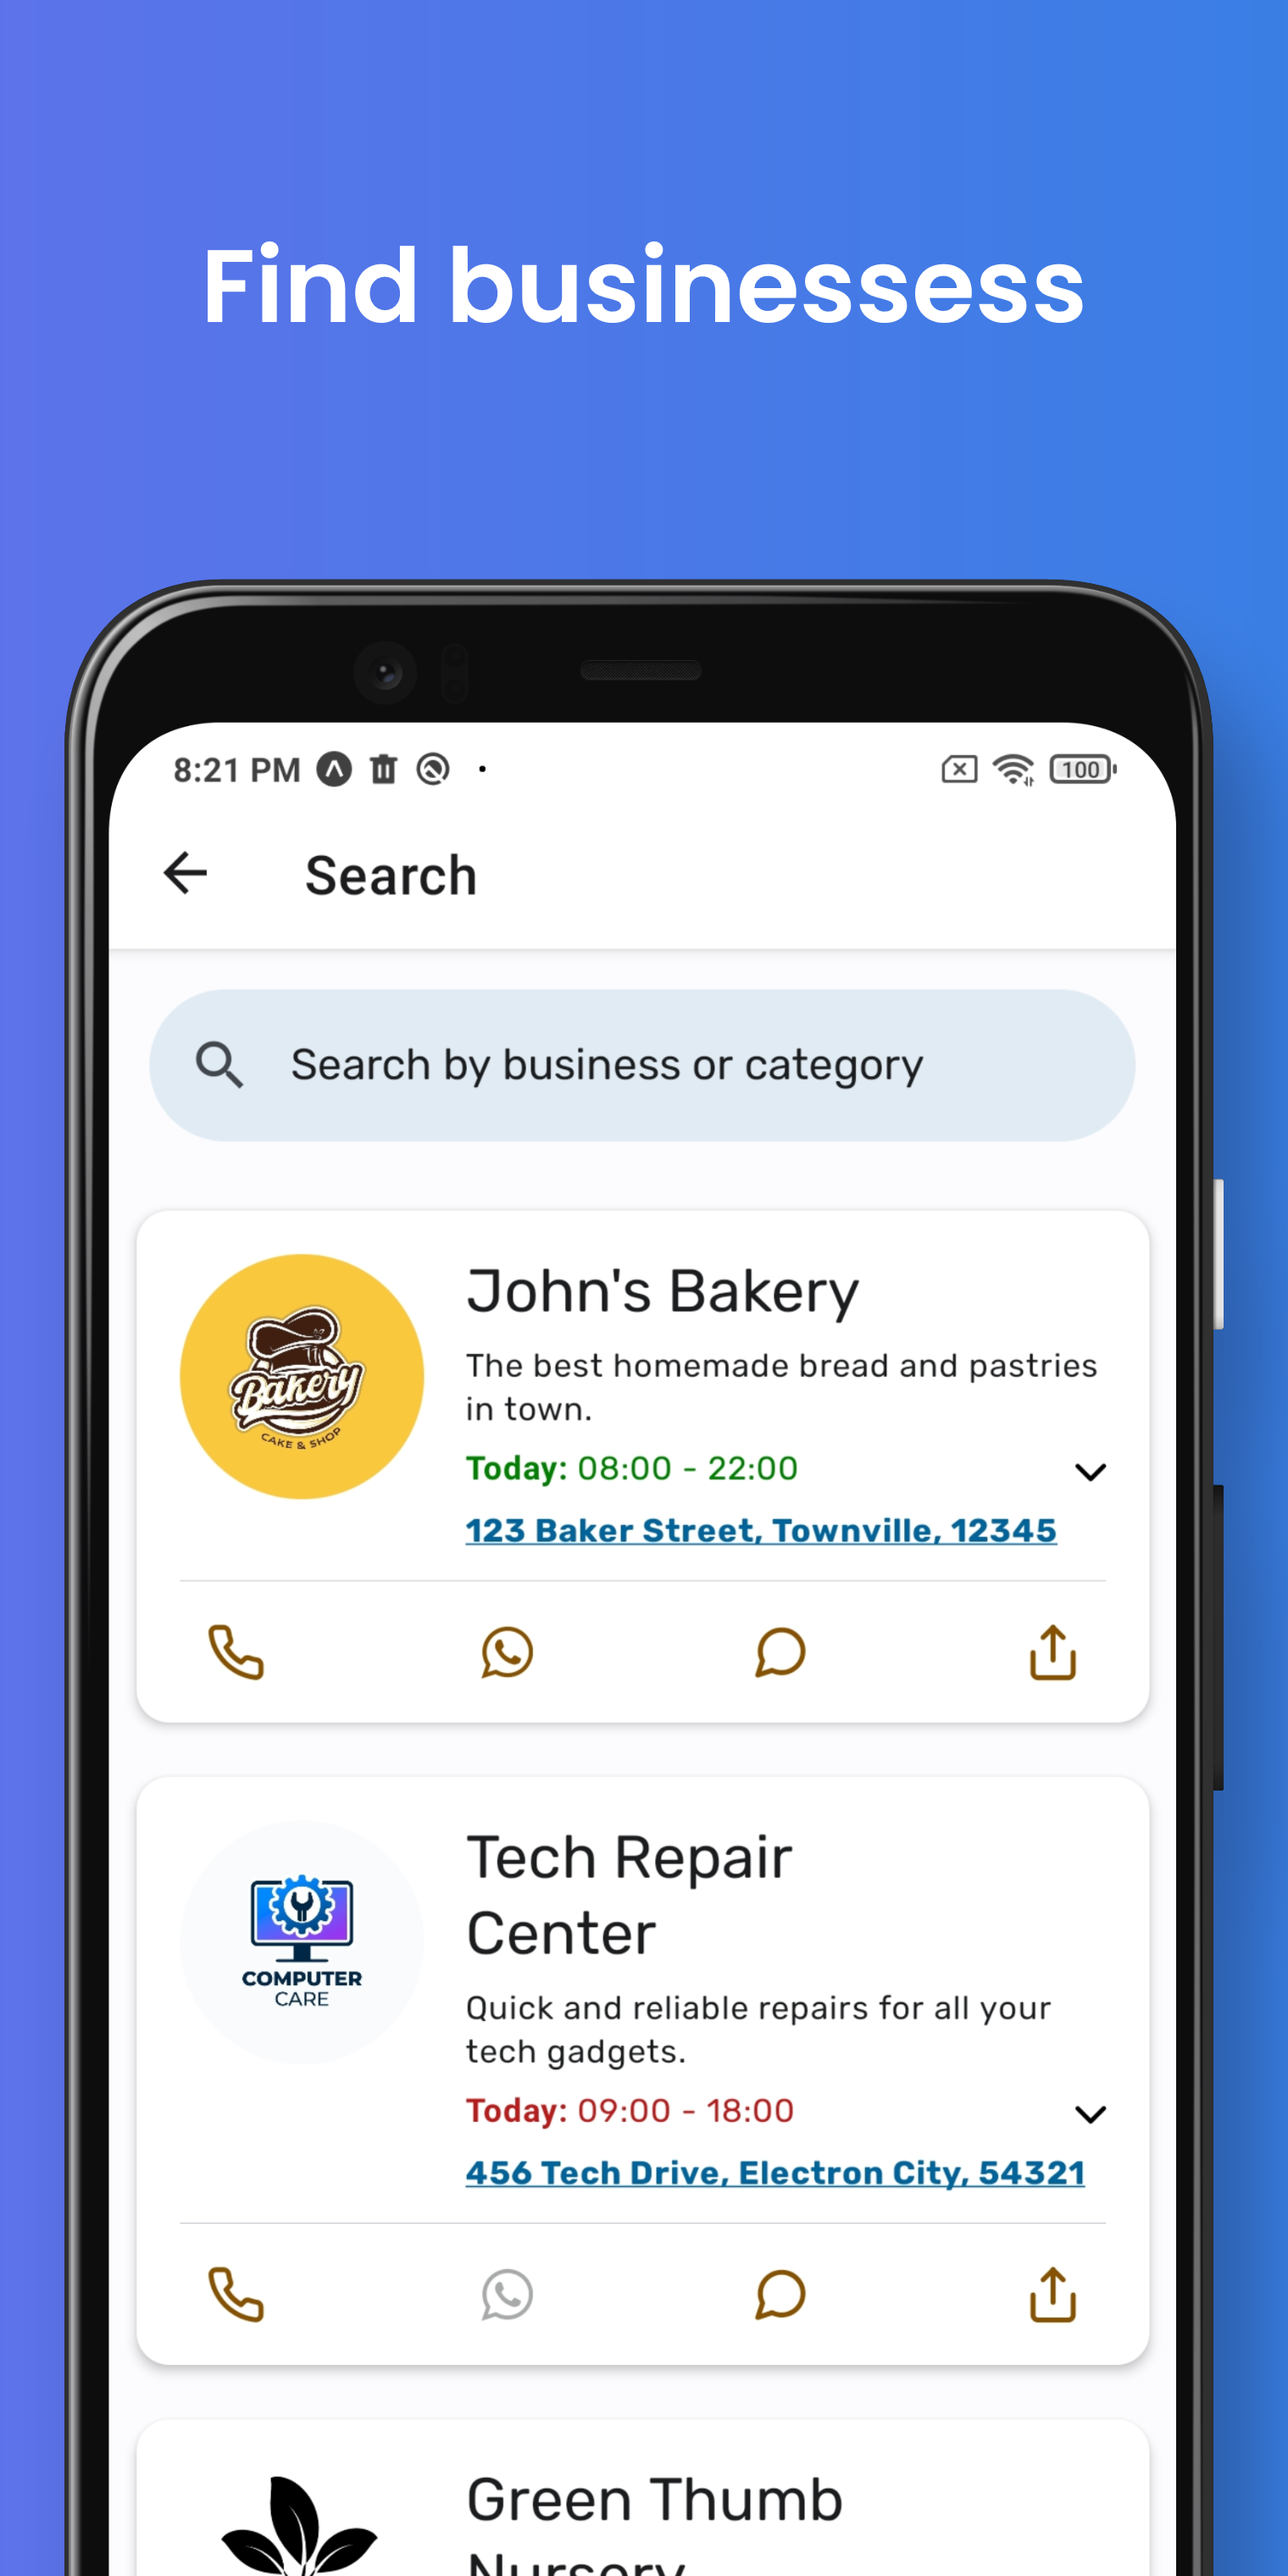 Find businessess
8:21 PM
100
Search
Search by business or category
Bakery
CAKE & SHOP
John's Bakery
The best homemade bread and pastries
in town.
Today: 08:00 - 22:00
123 Baker Street, Townville, 12345
COMPUTER
CARE
Tech Repair
Center
Quick and reliable repairs for all your
tech gadgets.
Today: 09:00 - 18:00
456 Tech Drive, Electron City, 54321
Green Thumb
Nursery